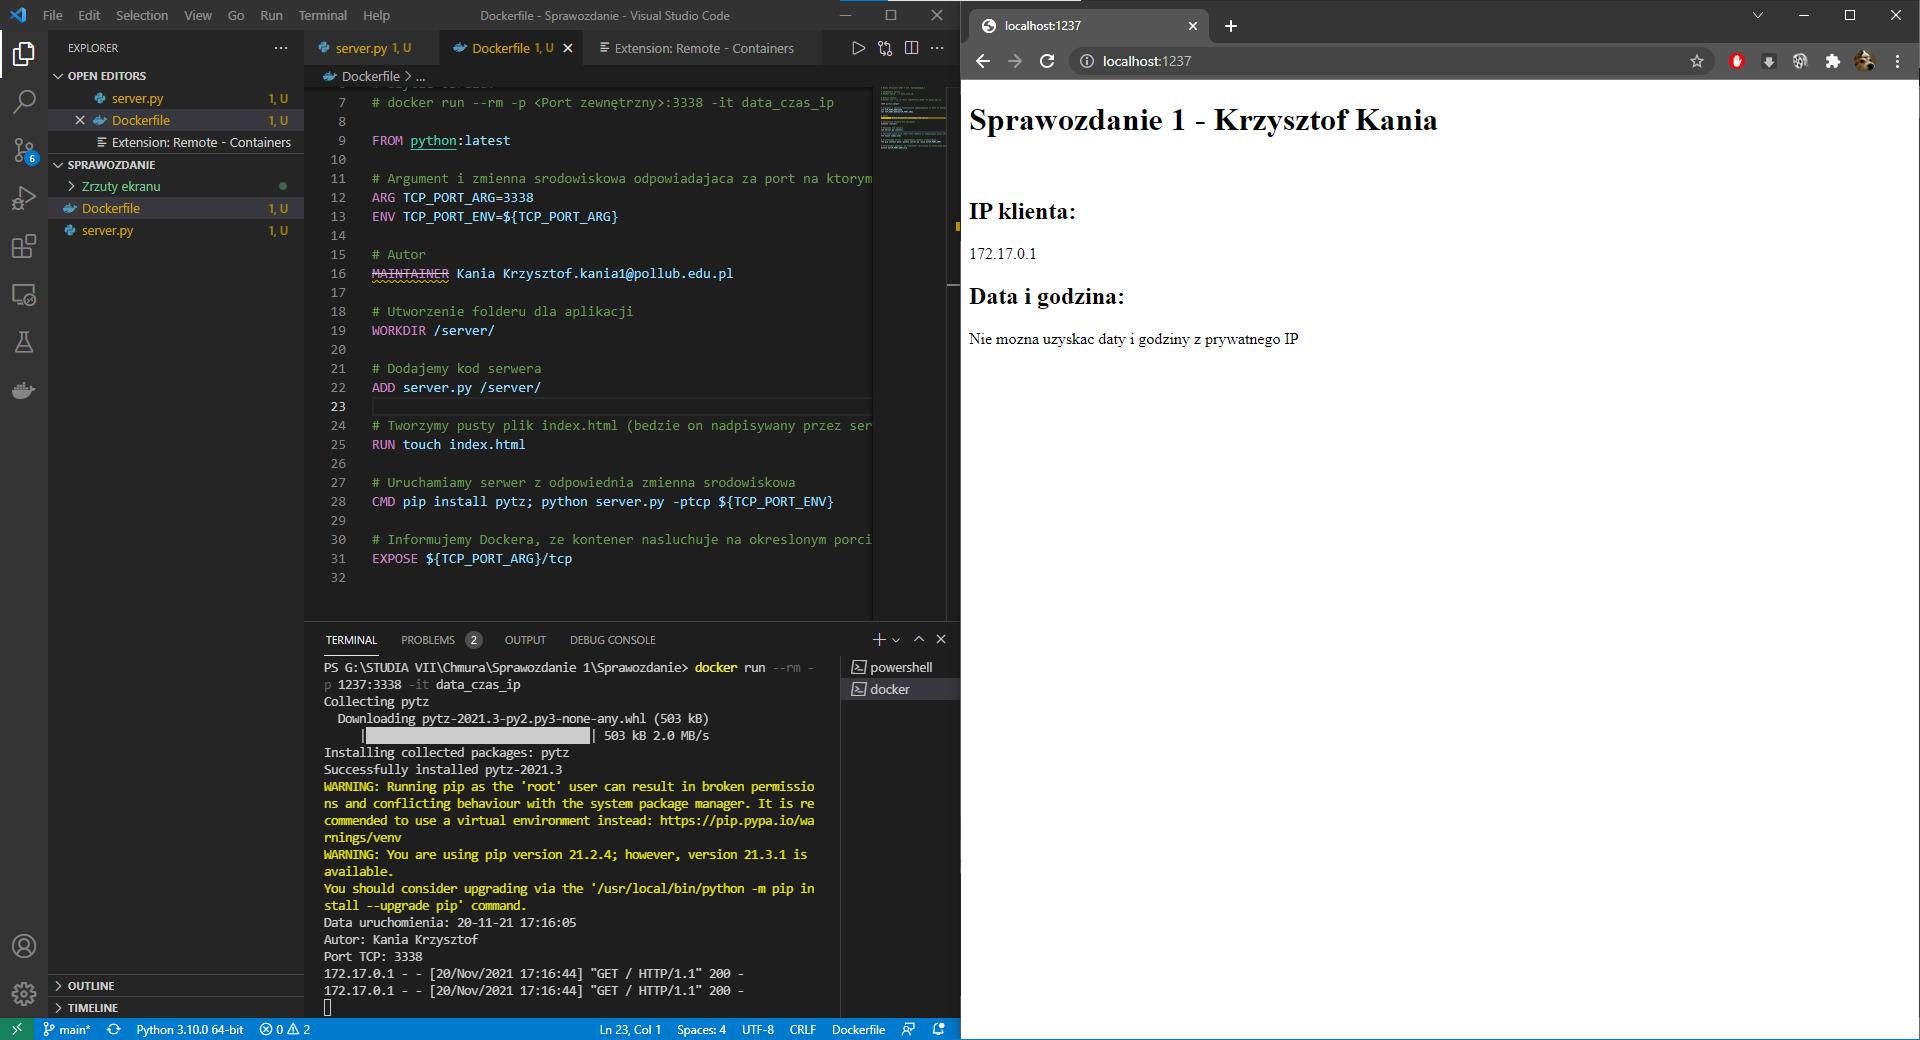 File Edit Selection View Go Run Terminal Help
Dockerfile - Sprawozdanie - Visual Studio Code
EXPLORER
OPEN EDITORS
server.py 1, U
Dockerfile 1, U
Extension: Remote - Containers
SPRAWOZDANIE
Zrzuty ekranu
Dockerfile 1, U
server.py 1, U
6
OUTLINE
TIMELINE
server.py 1, U
Dockerfile 1, U
Extension: Remote - Containers
Dockerfile > ...
7 # docker run --rm -p <Port zewnętrzny>:3338 -it data_czas_ip
8
9 FROM python:latest
10
11 # Argument i zmienna srodowiskowa odpowiadajaca za port na ktorym
12 ARG TCP_PORT_ARG=3338
13 ENV TCP_PORT_ENV=${TCP_PORT_ARG}
14
15 # Autor
16 MAINTAINER Kania Krzysztof.kania1@pollub.edu.pl
17
18 # Utworzenie folderu dla aplikacji
19 WORKDIR /server/
20
21 # Dodajemy kod serwera
22 ADD server.py /server/
23
24 # Tworzymy pusty plik index.html (bedzie on nadpisywany przez ser
25 RUN touch index.html
26
27 # Uruchamiamy serwer z odpowiednia zmienna srodowiskowa
28 CMD pip install pytz; python server.py -ptcp ${TCP_PORT_ENV}
29
30 # Informujemy Dockera, ze kontener nasluchuje na okreslonym porci
31 EXPOSE ${TCP_PORT_ARG}/tcp
32
TERMINAL PROBLEMS 2 OUTPUT DEBUG CONSOLE
powershell
docker
PS G:\STUDIA VII\Chmura\Sprawozdanie 1\Sprawozdanie> docker run --rm -
p 1237:3338 -it data_czas_ip
Collecting pytz
Downloading pytz-2021.3-py2.py3-none-any.whl (503 kB)
| | 503 kB 2.0 MB/s
Installing collected packages: pytz
Successfully installed pytz-2021.3
WARNING: Running pip as the 'root' user can result in broken permissio
ns and conflicting behaviour with the system package manager. It is re
commended to use a virtual environment instead: https://pip.pypa.io/wa
rnings/venv
WARNING: You are using pip version 21.2.4; however, version 21.3.1 is
available.
You should consider upgrading via the '/usr/local/bin/python -m pip in
stall --upgrade pip' command.
Data uruchomienia: 20-11-21 17:16:05
Autor: Kania Krzysztof
Port TCP: 3338
172.17.0.1 - - [20/Nov/2021 17:16:44] "GET / HTTP/1.1" 200 -
172.17.0.1 - - [20/Nov/2021 17:16:44] "GET / HTTP/1.1" 200 -
main* Python 3.10.0 64-bit 0 2 Ln 23, Col 1 Spaces: 4 UTF-8 CRLF Dockerfile
localhost:1237
localhost:1237
Sprawozdanie 1 - Krzysztof Kania
IP klienta:
172.17.0.1
Data i godzina:
Nie mozna uzyskac daty i godziny z prywatnego IP